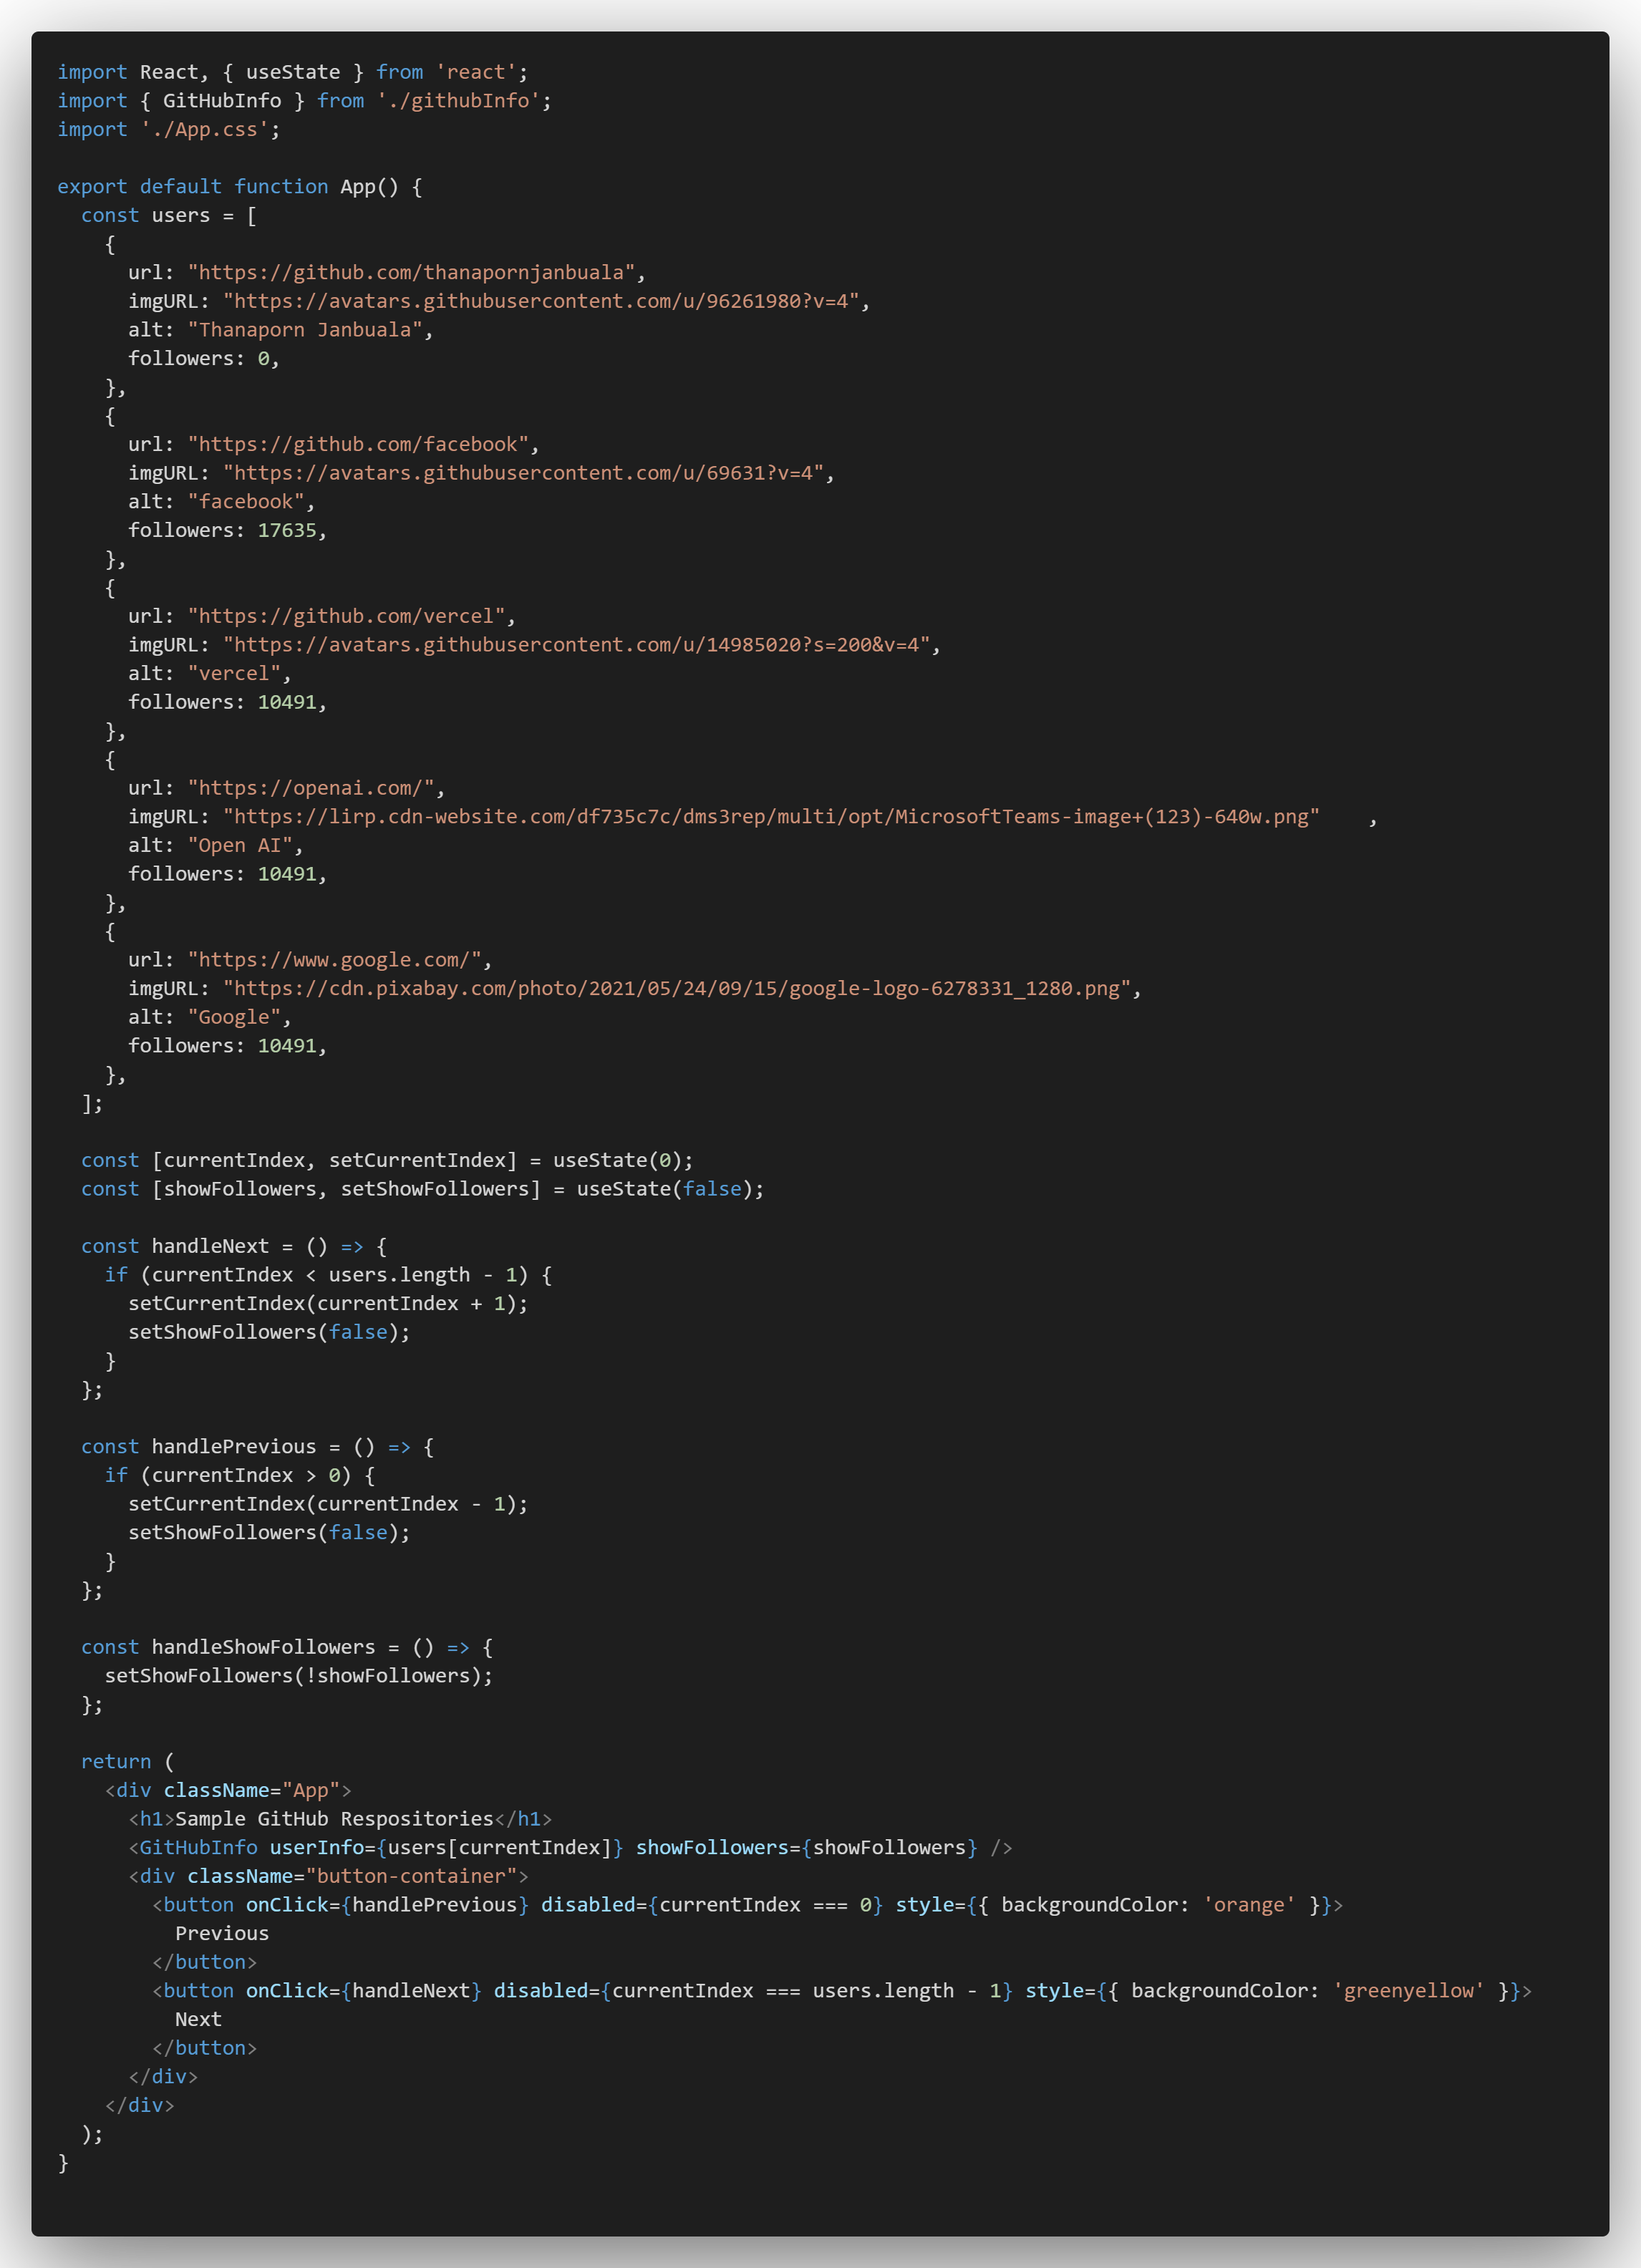 import React, { useState } from 'react';
import { GitHubInfo } from './githubInfo';
import './App.css';

export default function App() {
  const users = [
    {
      url: "https://github.com/thanapornjanbuala",
      imgURL: "https://avatars.githubusercontent.com/u/96261980?v=4",
      alt: "Thanaporn Janbuala",
      followers: 0,
    },
    {
      url: "https://github.com/facebook",
      imgURL: "https://avatars.githubusercontent.com/u/69631?v=4",
      alt: "facebook",
      followers: 17635,
    },
    {
      url: "https://github.com/vercel",
      imgURL: "https://avatars.githubusercontent.com/u/14985020?s=200&v=4",
      alt: "vercel",
      followers: 10491,
    },
    {
      url: "https://openai.com/",
      imgURL: "https://lirp.cdn-website.com/df735c7c/dms3rep/multi/opt/MicrosoftTeams-image+(123)-640w.png"    ,
      alt: "Open AI",
      followers: 10491,
    },
    {
      url: "https://www.google.com/",
      imgURL: "https://cdn.pixabay.com/photo/2021/05/24/09/15/google-logo-6278331_1280.png",
      alt: "Google",
      followers: 10491,
    },
  ];

  const [currentIndex, setCurrentIndex] = useState(0);
  const [showFollowers, setShowFollowers] = useState(false);

  const handleNext = () => {
    if (currentIndex < users.length - 1) {
      setCurrentIndex(currentIndex + 1);
      setShowFollowers(false);
    }
  };

  const handlePrevious = () => {
    if (currentIndex > 0) {
      setCurrentIndex(currentIndex - 1);
      setShowFollowers(false);
    }
  };

  const handleShowFollowers = () => {
    setShowFollowers(!showFollowers);
  };

  return (
    <div className="App">
      <h1>Sample GitHub Respositories</h1>
      <GitHubInfo userInfo={users[currentIndex]} showFollowers={showFollowers} />
      <div className="button-container">
        <button onClick={handlePrevious} disabled={currentIndex === 0} style={{ backgroundColor: 'orange' }}>
          Previous
        </button>
        <button onClick={handleNext} disabled={currentIndex === users.length - 1} style={{ backgroundColor: 'greenyellow' }}>
          Next
        </button>
      </div>
    </div>
  );
}